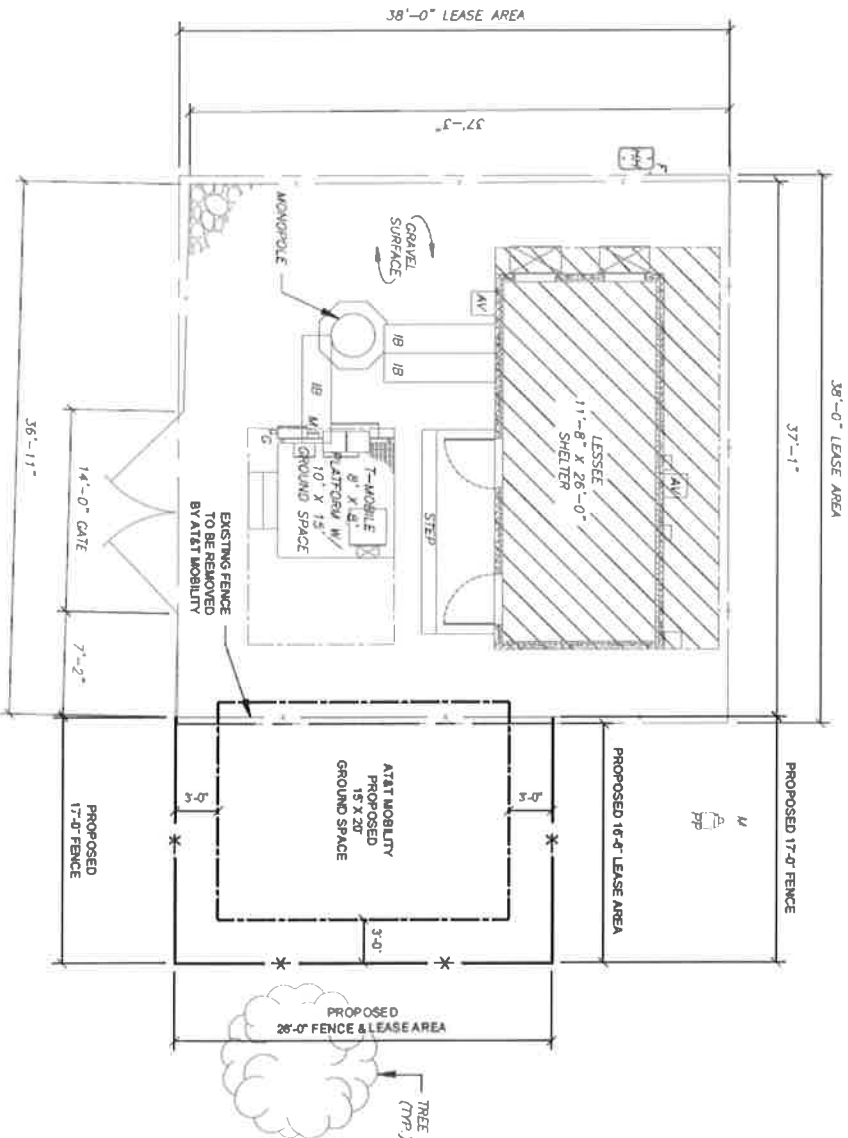 38'-0" LEASE AREA
37'-3"
MH
F
MONOPOLE
GRAVEL
SURFACE
AV
IB
IB
IB
M
G
LESSEE
11'-8" X 26'-0"
SHELTER
AV
38'-0" LEASE AREA
37'-1"
STEP
T-MOBILE
8' X 8'
PLATFORM W/
10' X 15'
GROUND SPACE
36'-11"
14'-0" GATE
7'-2"
EXISTING FENCE
TO BE REMOVED
BY AT&T MOBILITY
AT&T MOBILITY
PROPOSED
15' X 20'
GROUND SPACE
3'-0"
3'-0"
3'-0"
PROPOSED
17'-0" FENCE
PROPOSED 16'-6" LEASE AREA
PROPOSED 17'-0" FENCE
M
PP
PROPOSED
26'-0" FENCE & LEASE AREA
TREE
(TYP.)